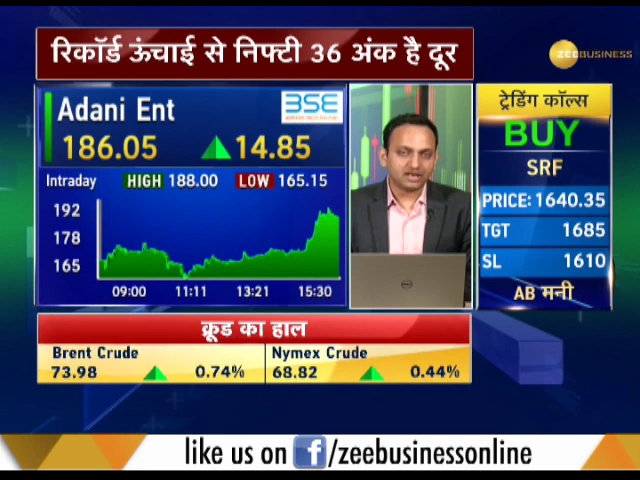 रिकॉर्ड ऊंचाई से निफ्टी 36 अंक है दूर
ZEEBUSINESS
Adani Ent
BSE
186.05 14.85
Intraday HIGH 188.00 LOW 165.15
192
178
165
09:00 11:11 13:21 15:30
DELL
ट्रेडिंग कॉल्स
BUY
SRF
PRICE: 1640.35
TGT 1685
SL 1610
AB मनी
क्रूड का हाल
Brent Crude Nymex Crude
73.98 0.74% 68.82 0.44%
like us on f/zeebusinessonline